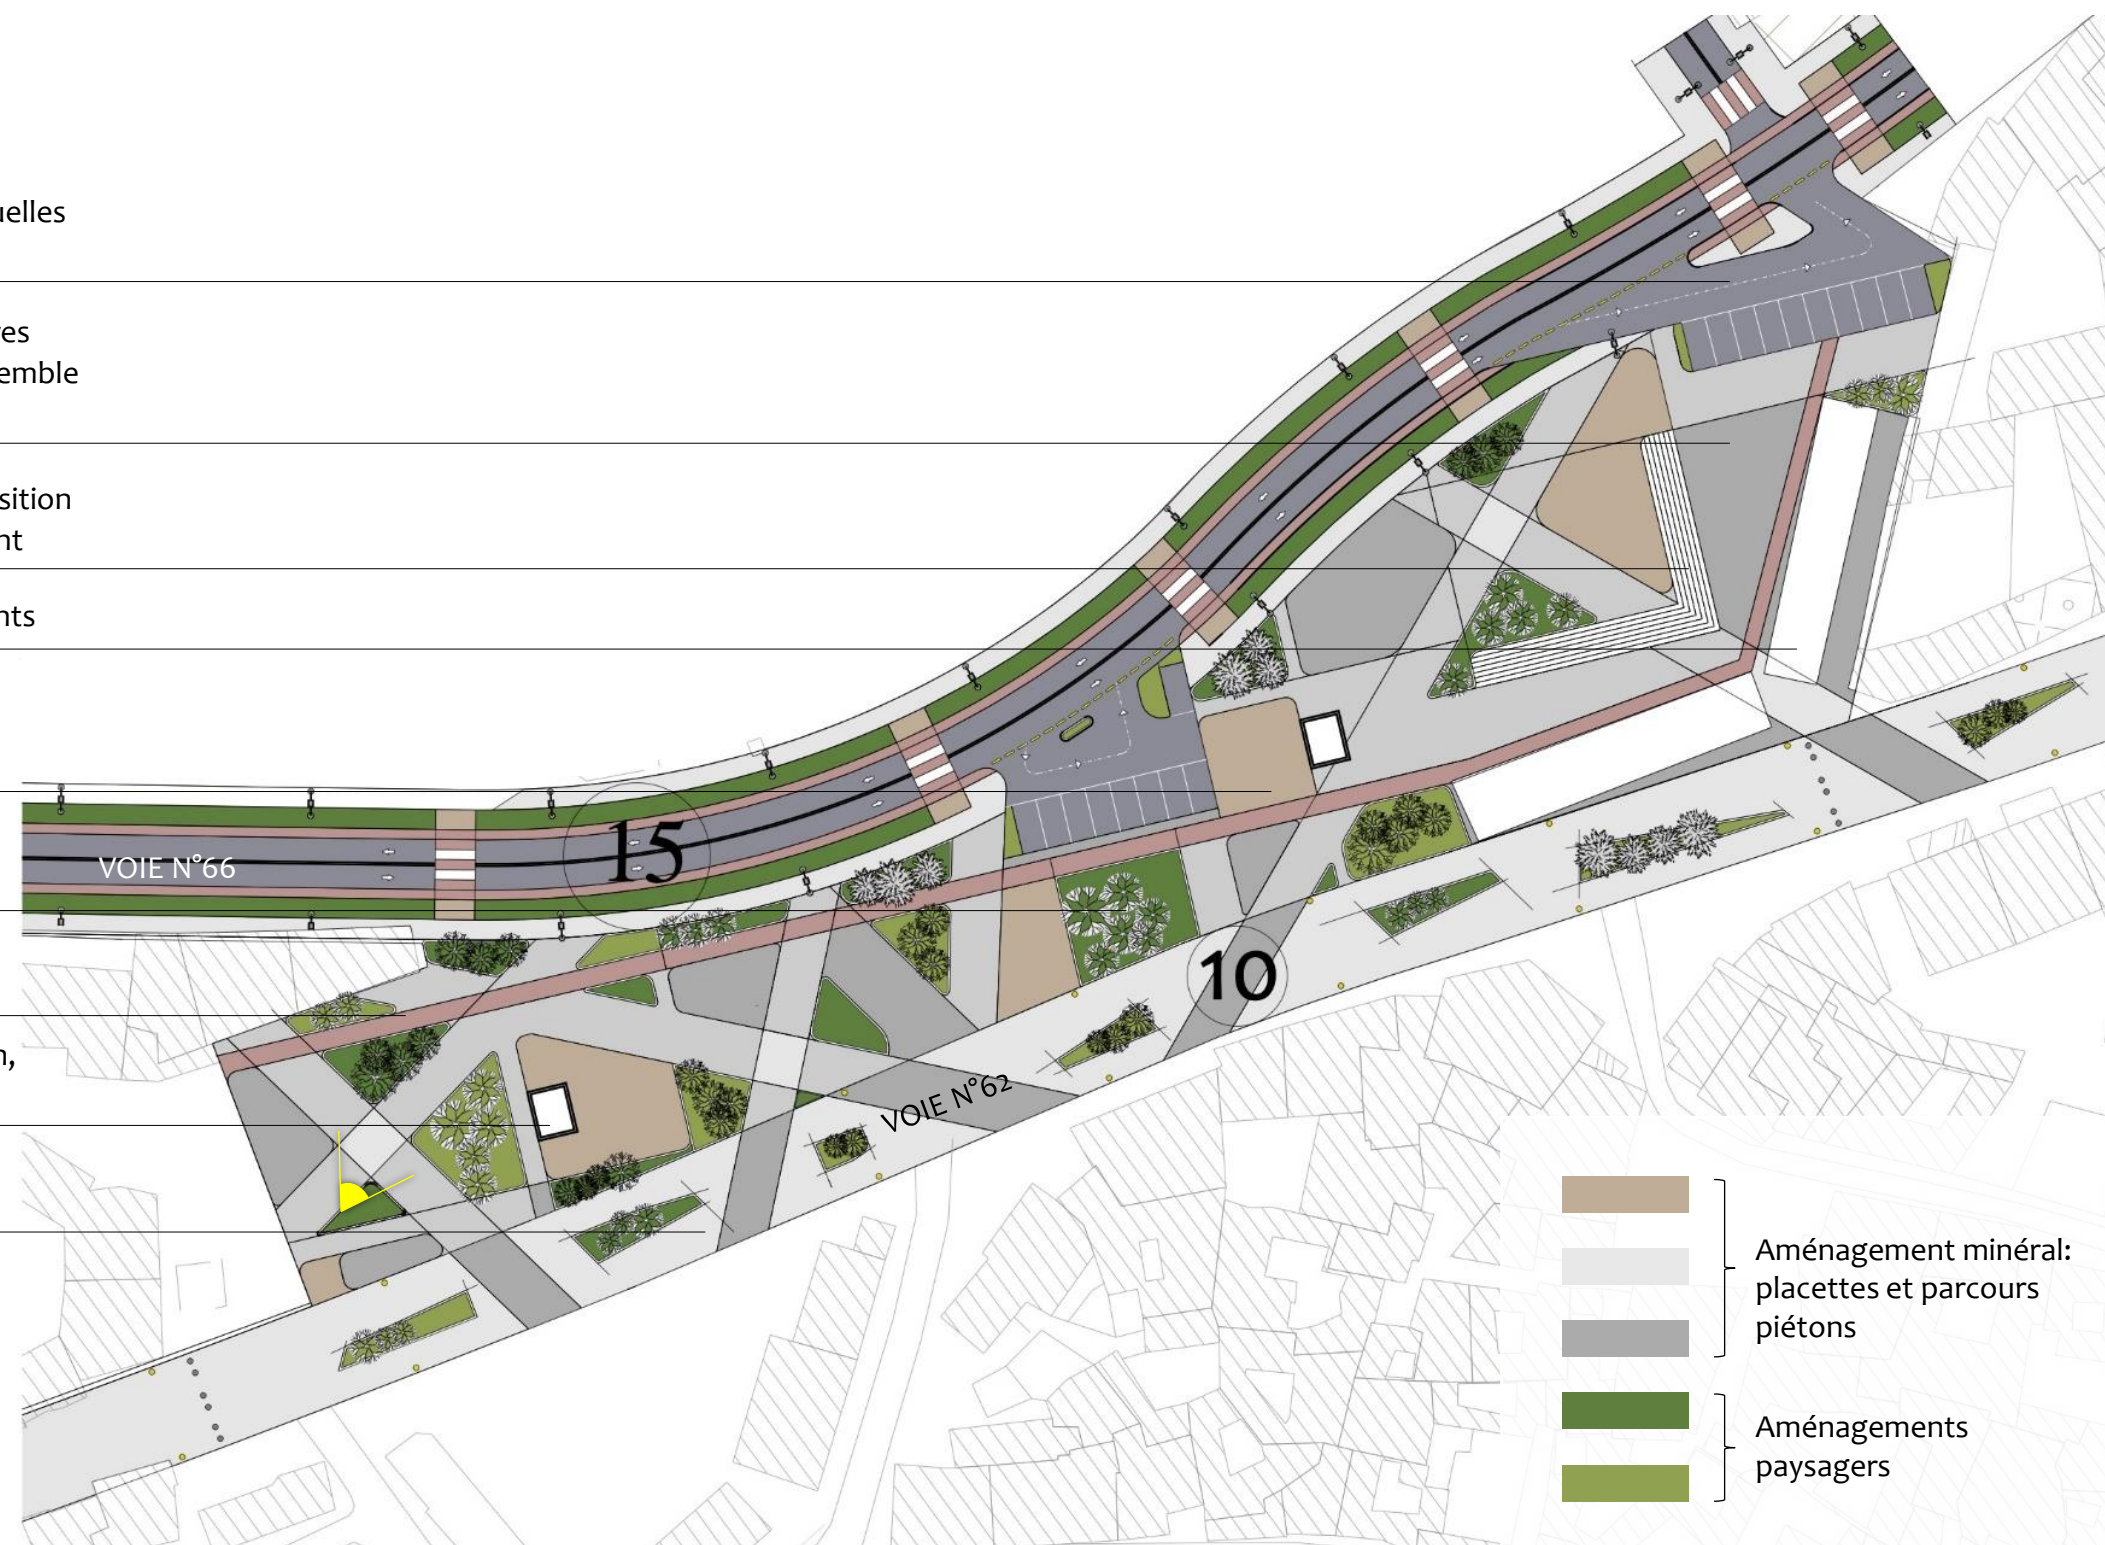 uelles
res
emble
sition
nt
nts
15
VOIE N°66
10
n,
VOIE N°62
Aménagement minéral:
placettes et parcours
piétons
Aménagements
paysagers